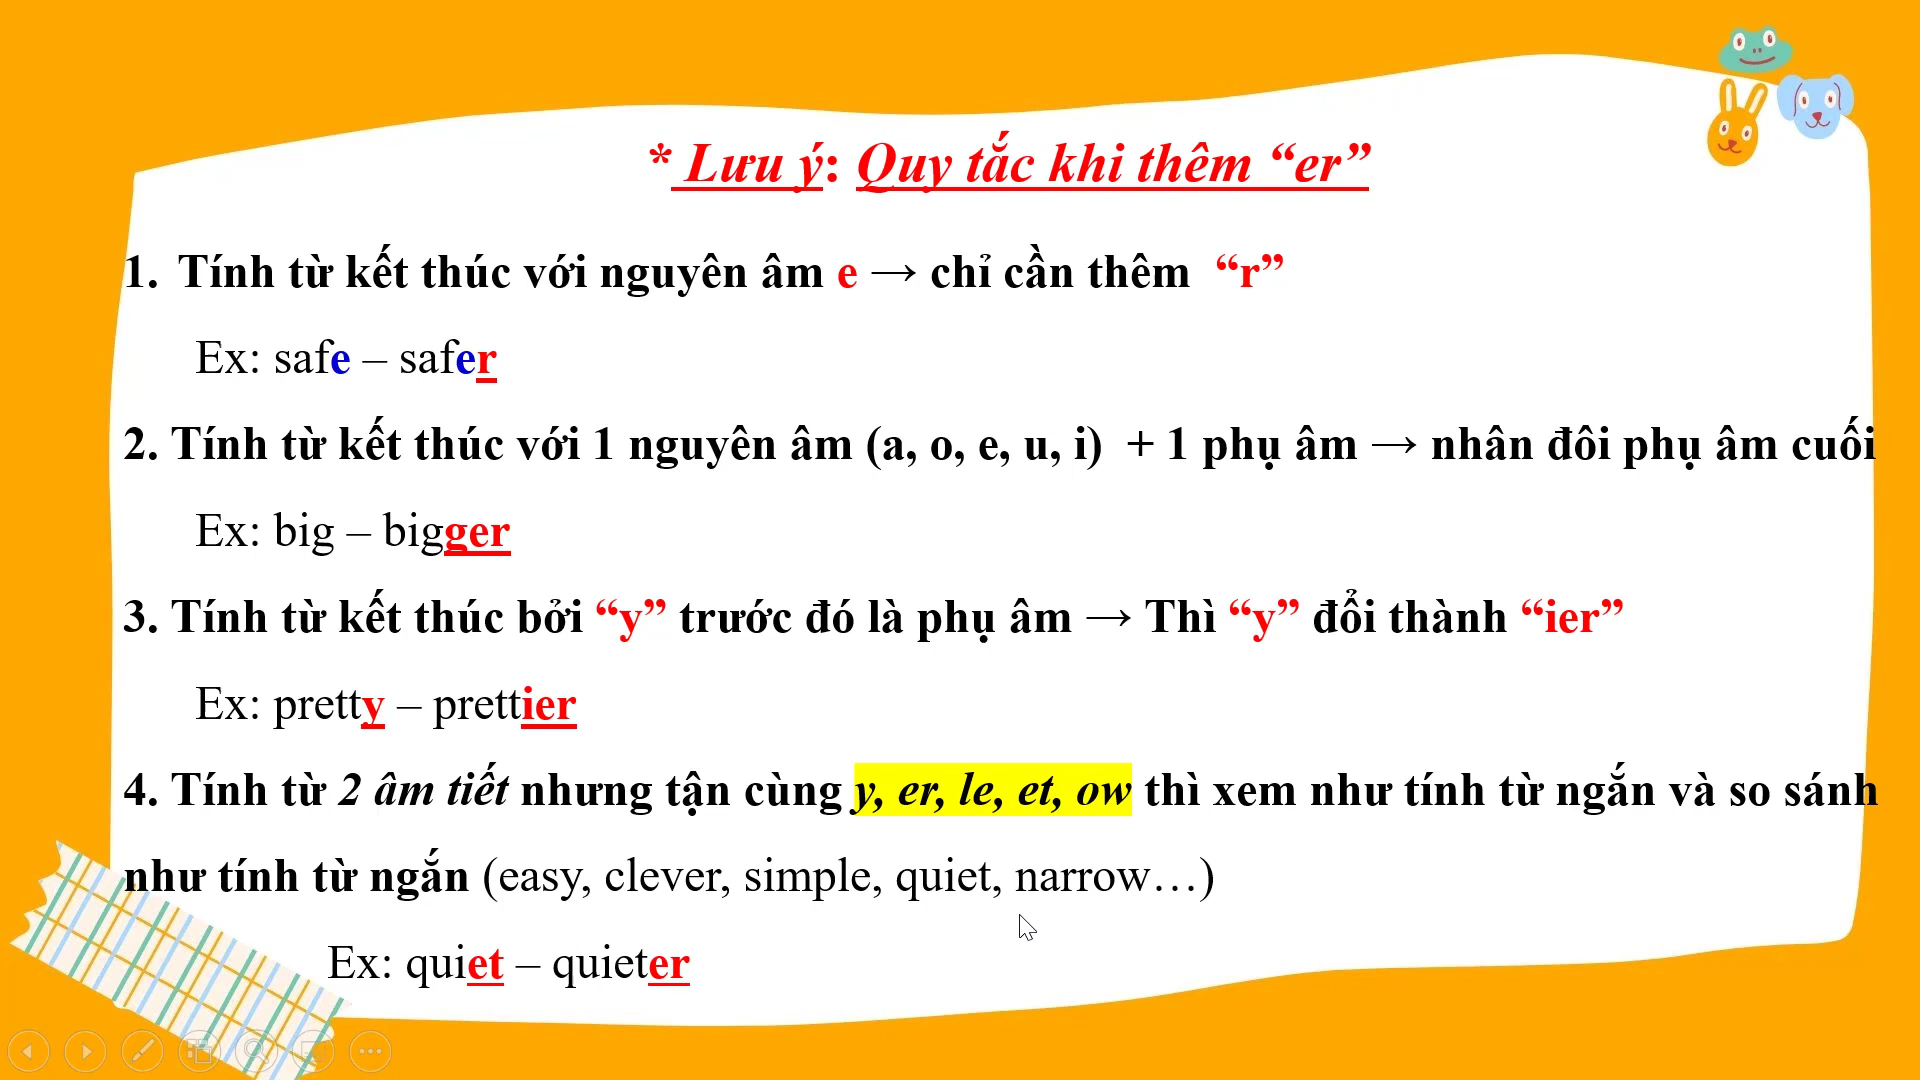 * Lưu ý: Quy tắc khi thêm “er”
1. Tính từ kết thúc với nguyên âm e → chỉ cần thêm “r”
Ex: safe – safer
2. Tính từ kết thúc với 1 nguyên âm (a, o, e, u, i) + 1 phụ âm → nhân đôi phụ âm cuối
Ex: big – bigger
3. Tính từ kết thúc bởi “y” trước đó là phụ âm → Thì “y” đổi thành “ier”
Ex: pretty – prettier
4. Tính từ 2 âm tiết nhưng tận cùng y, er, le, et, ow thì xem như tính từ ngắn và so sánh
như tính từ ngắn (easy, clever, simple, quiet, narrow…)
Ex: quiet – quieter